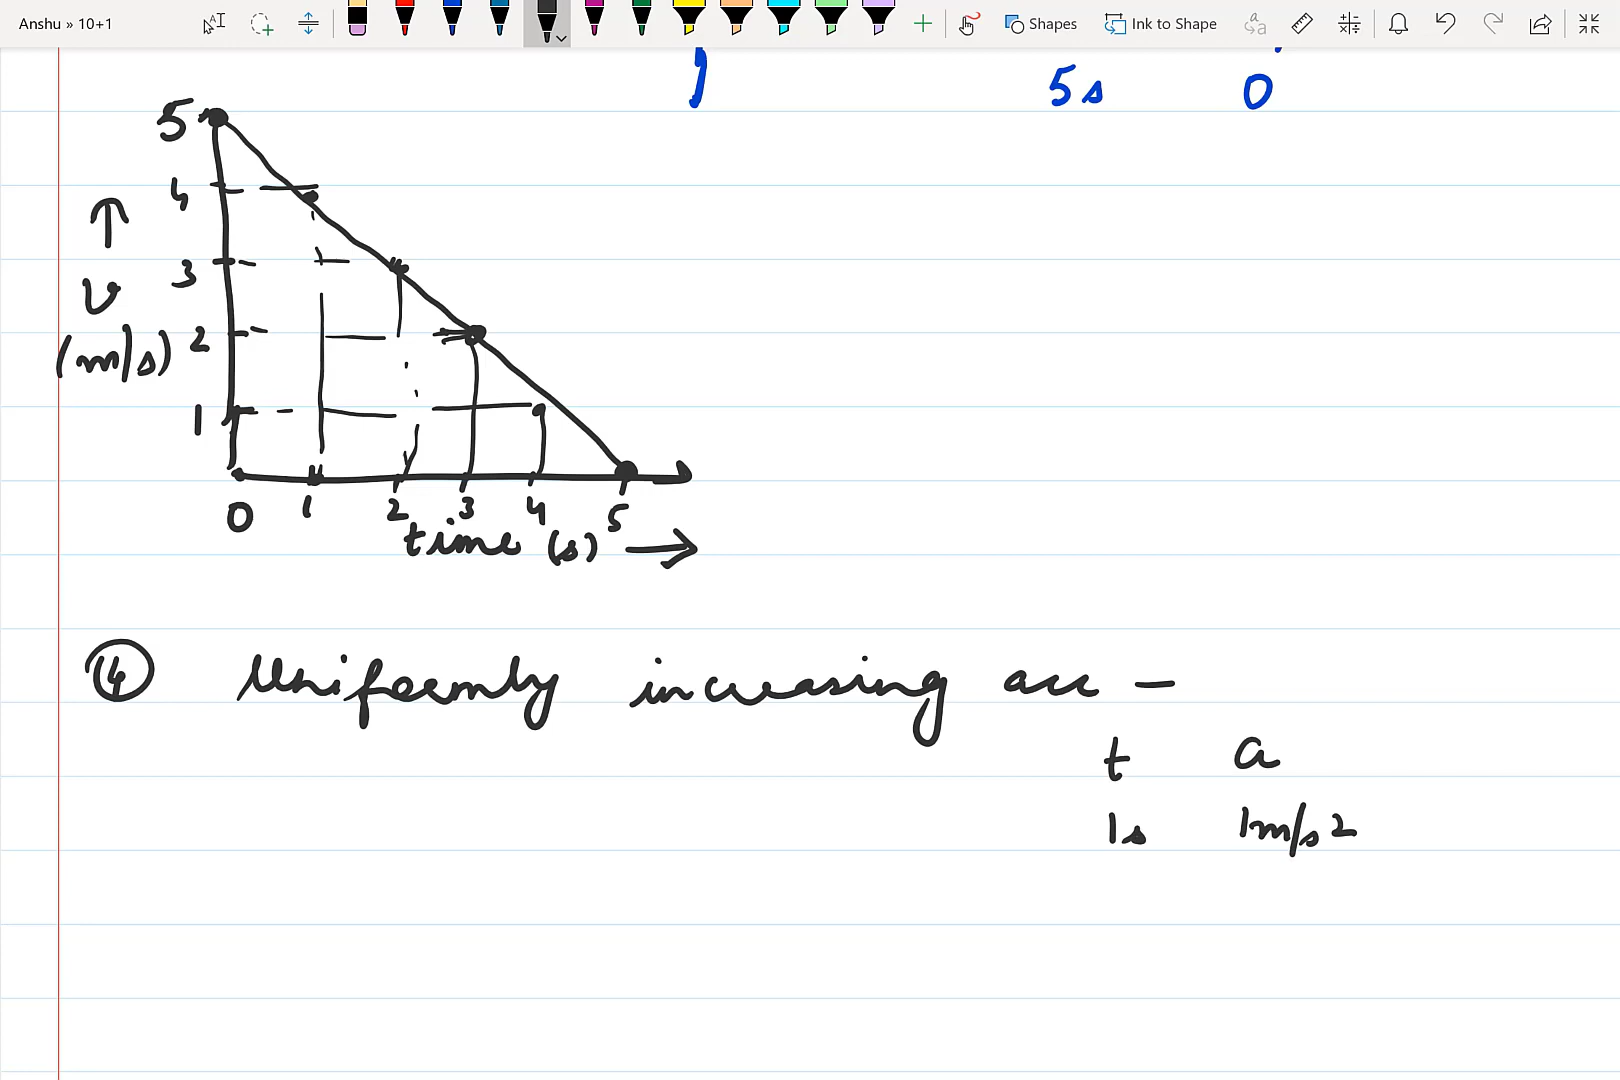 Anshu » 10+1
Shapes
Ink to Shape
5s 0
5
4
3
v
(m/s) 2
1
0 1 2 3 4 5
time (s)
4 Uniformly increasing acc —
t a
1s 1m/s2